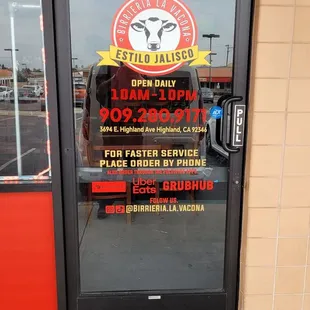 BIRRIERIA LA VACONA
ESTILO JALISCO
OPEN DAILY
10AM-10PM
909.280.9171
3694 E. Highland Ave Highland, CA 92346
PULL
FOR FASTER SERVICE
PLACE ORDER BY PHONE
Uber
Eats
GRUBHUB
FOLLOW US
@BIRRIERIA.LA.VACONA